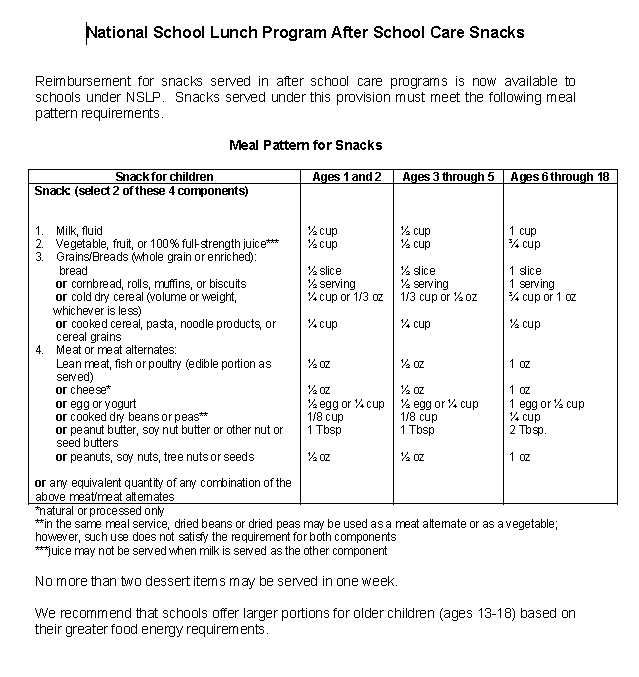 National School Lunch Program After School Care Snacks
Reimbursement for snacks served in after school care programs is now available to
schools under NSLP. Snacks served under this provision must meet the following meal
pattern requirements.
Meal Pattern for Snacks
Snack for children Ages 1 and 2 Ages 3 through 5 Ages 6 through 18
Snack: (select 2 of these 4 components)
1. Milk, fluid ½ cup ½ cup 1 cup
2. Vegetable, fruit, or 100% full-strength juice*** ½ cup ½ cup ¾ cup
3. Grains/Breads (whole grain or enriched):
bread ½ slice ½ slice 1 slice
or cornbread, rolls, muffins, or biscuits ½ serving ½ serving 1 serving
or cold dry cereal (volume or weight, ¼ cup or 1/3 oz 1/3 cup or ½ oz ¾ cup or 1 oz
whichever is less)
or cooked cereal, pasta, noodle products, or ¼ cup ¼ cup ½ cup
cereal grains
4. Meat or meat alternates:
Lean meat, fish or poultry (edible portion as ½ oz ½ oz 1 oz
served)
or cheese* ½ oz ½ oz 1 oz
or egg or yogurt ½ egg or ¼ cup ½ egg or ¼ cup 1 egg or ½ cup
or cooked dry beans or peas** 1/8 cup 1/8 cup ¼ cup
or peanut butter, soy nut butter or other nut or 1 Tbsp 1 Tbsp 2 Tbsp.
seed butters
or peanuts, soy nuts, tree nuts or seeds ½ oz ½ oz 1 oz
or any equivalent quantity of any combination of the
above meat/meat alternates
*natural or processed only
**in the same meal service, dried beans or dried peas may be used as a meat alternate or as a vegetable;
however, such use does not satisfy the requirement for both components
***juice may not be served when milk is served as the other component
No more than two dessert items may be served in one week.
We recommend that schools offer larger portions for older children (ages 13-18) based on
their greater food energy requirements.